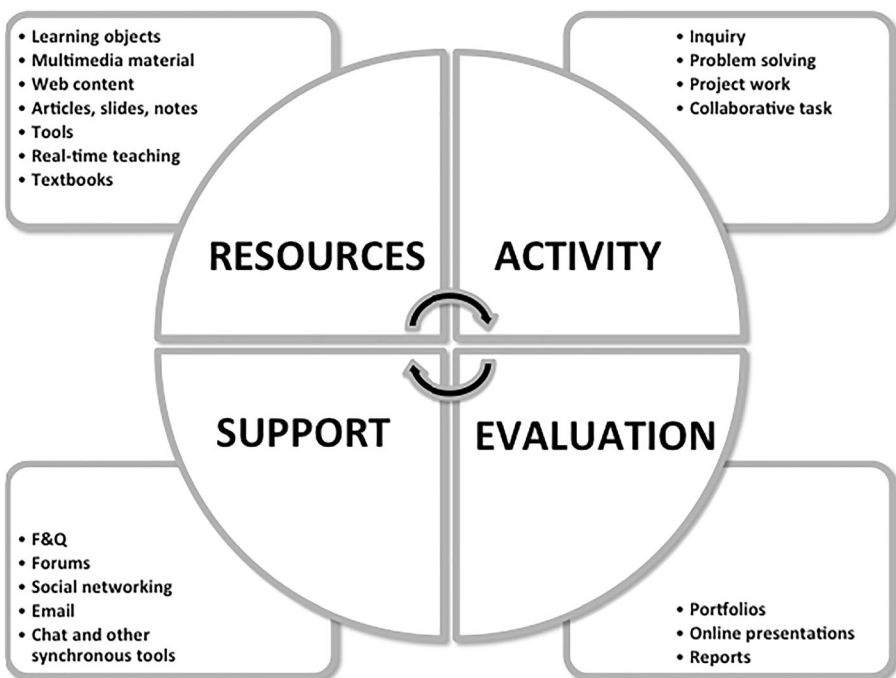 • Learning objects
• Multimedia material
• Web content
• Articles, slides, notes
• Tools
• Real-time teaching
• Textbooks
• Inquiry
• Problem solving
• Project work
• Collaborative task
RESOURCES
ACTIVITY
SUPPORT
EVALUATION
• F&Q
• Forums
• Social networking
• Email
• Chat and other
synchronous tools
• Portfolios
• Online presentations
• Reports